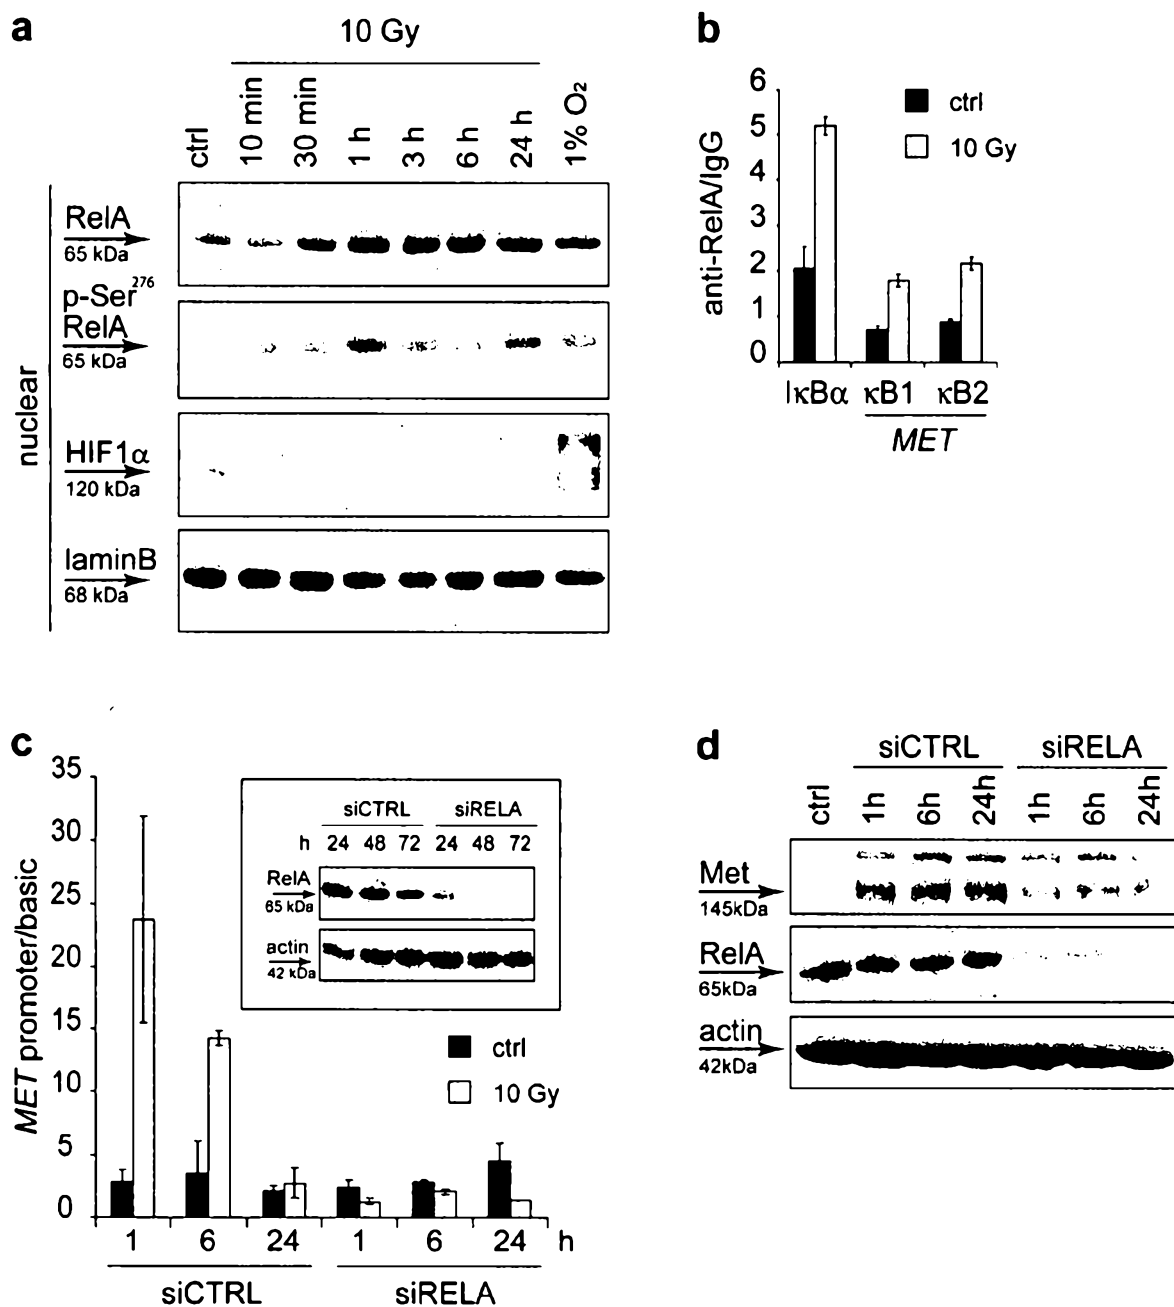 a
10 Gy
ctrl
10 min
30 min
1 h
3 h
6 h
24 h
1% O₂
nuclear
RelA
65 kDa
p-Ser²⁷⁶
RelA
65 kDa
HIF1α
120 kDa
laminB
68 kDa
b
anti-RelA/IgG
6
5
4
3
2
1
0
ctrl
10 Gy
IκBα κB1 κB2
MET
c
MET promoter/basic
35
30
25
20
15
10
5
0
siCTRL siRELA
h 24 48 72 24 48 72
RelA
65 kDa
actin
42 kDa
ctrl
10 Gy
1 6 24 1 6 24 h
siCTRL siRELA
d
siCTRL siRELA
ctrl
1h
6h
24h
1h
6h
24h
Met
145kDa
RelA
65kDa
actin
42kDa